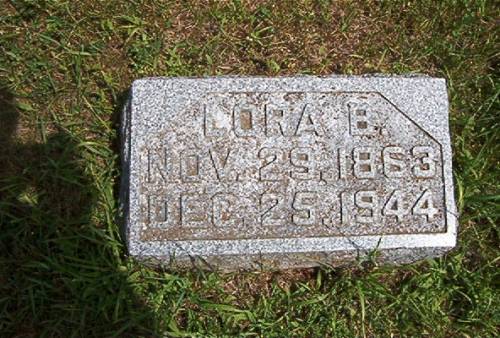 LORA B.
NOV. 29, 1863
DEC. 25, 1944